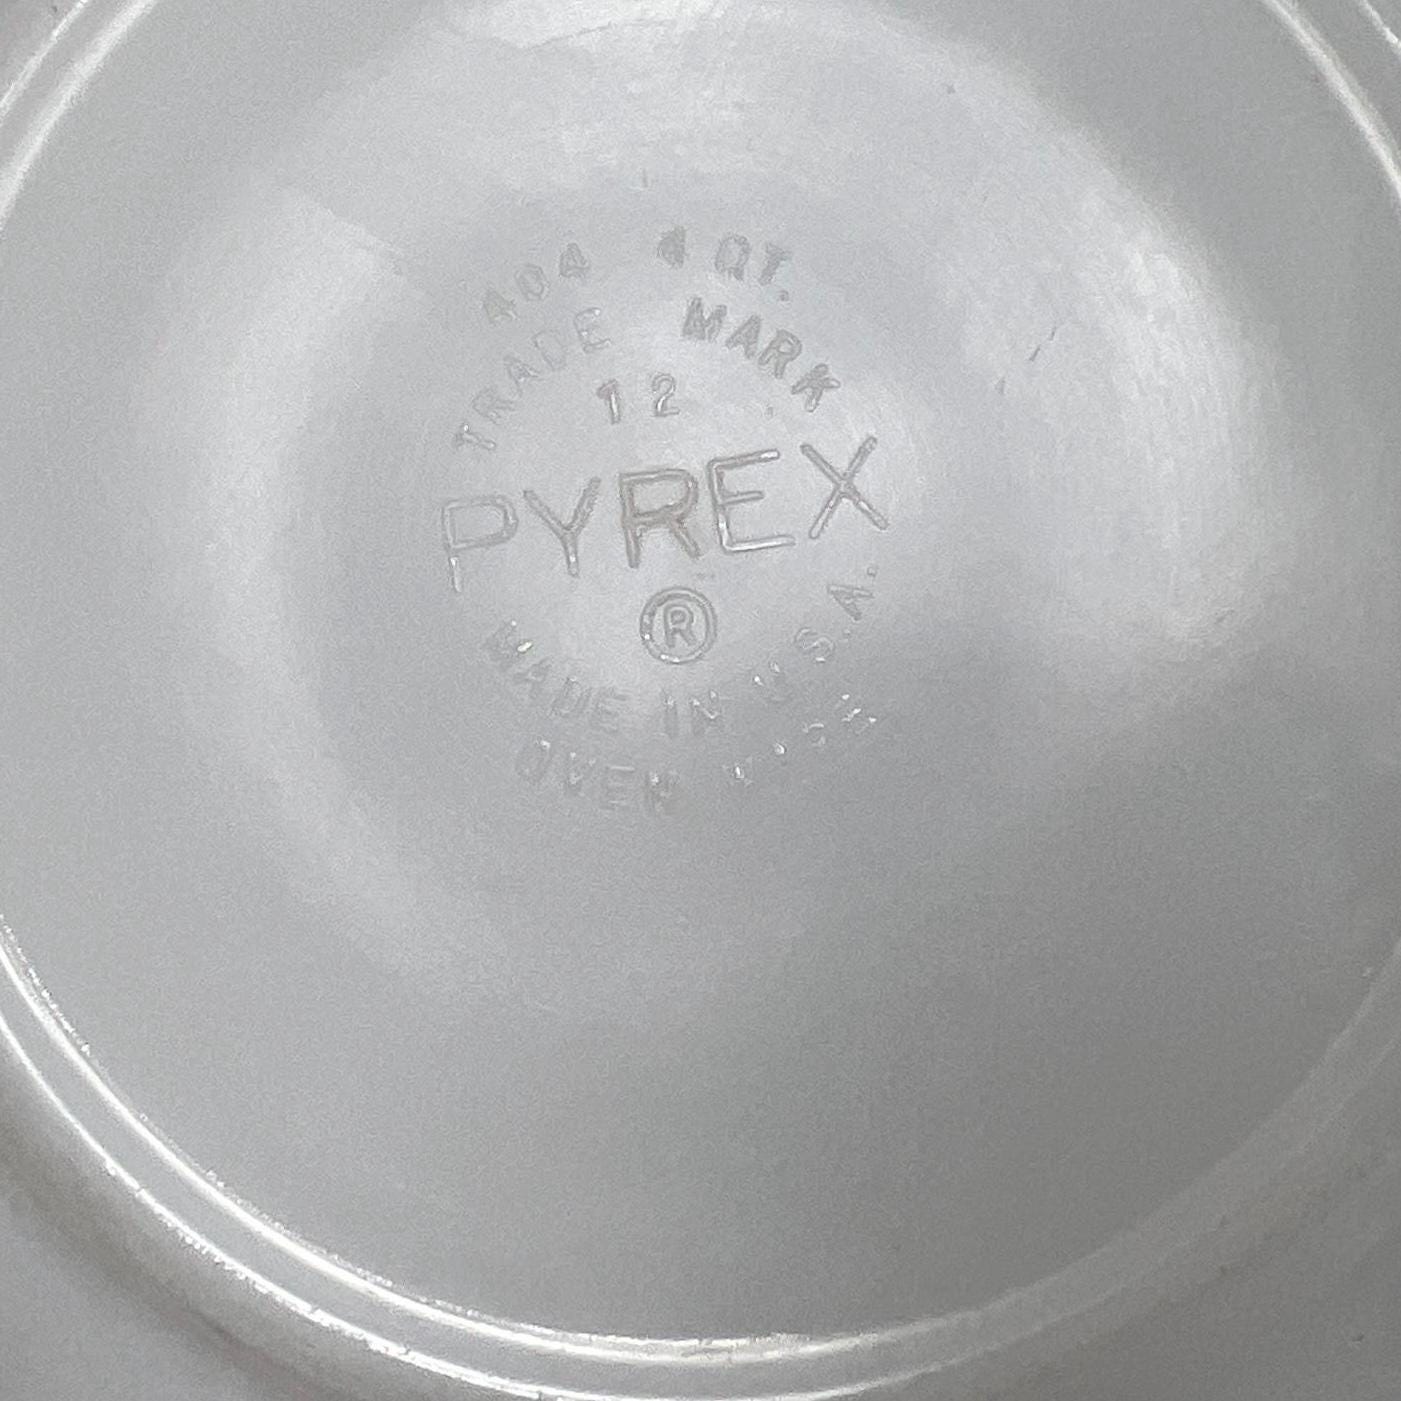 404 4 QT.
TRADE MARK
12
PYREX
®
MADE IN U.S.A.
OVEN